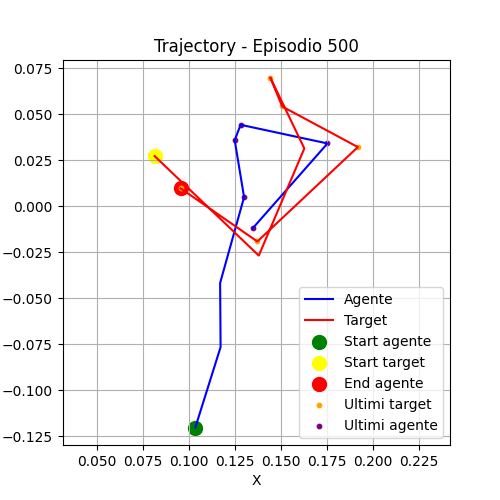 Trajectory - Episodio 500
0.075
0.050
0.025
0.000
−0.025
−0.050
−0.075
−0.100
−0.125
0.050 0.075 0.100 0.125 0.150 0.175 0.200 0.225
X
Agente
Target
Start agente
Start target
End agente
Ultimi target
Ultimi agente